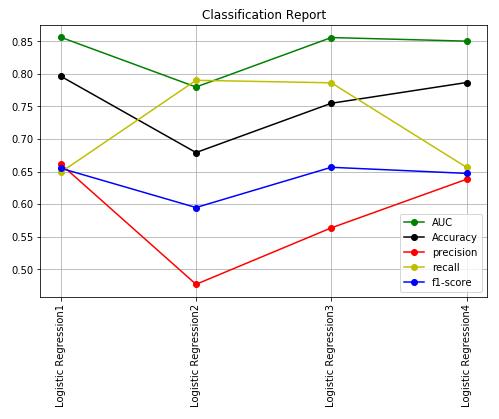 Classification Report
0.85
0.80
0.75
0.70
0.65
0.60
0.55
0.50
AUC
Accuracy
precision
recall
f1-score
Logistic Regression1
Logistic Regression2
Logistic Regression3
Logistic Regression4